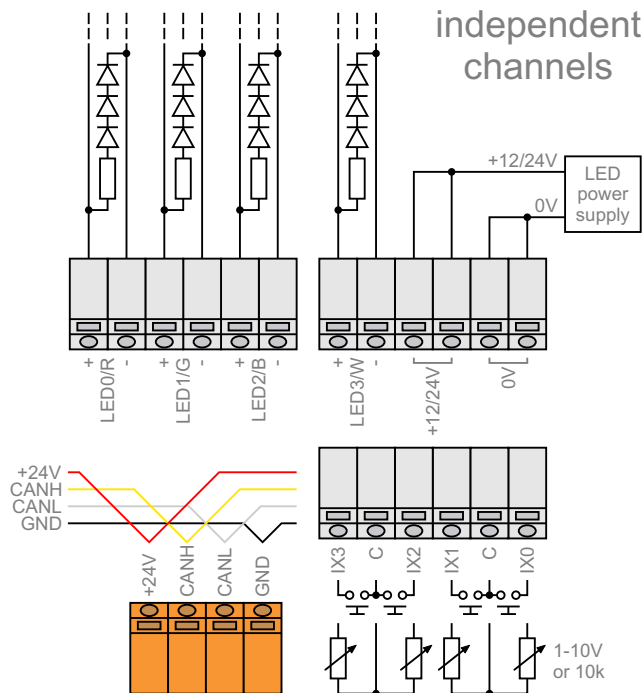 independent
channels
+12/24V
LED
power
supply
0V
+ - + - + - + -
LED0/R LED1/G LED2/B LED3/W +12/24V 0V
+24V
CANH
CANL
GND
+24V CANH CANL GND
IX3 C IX2 IX1 C IX0
1-10V
or 10k